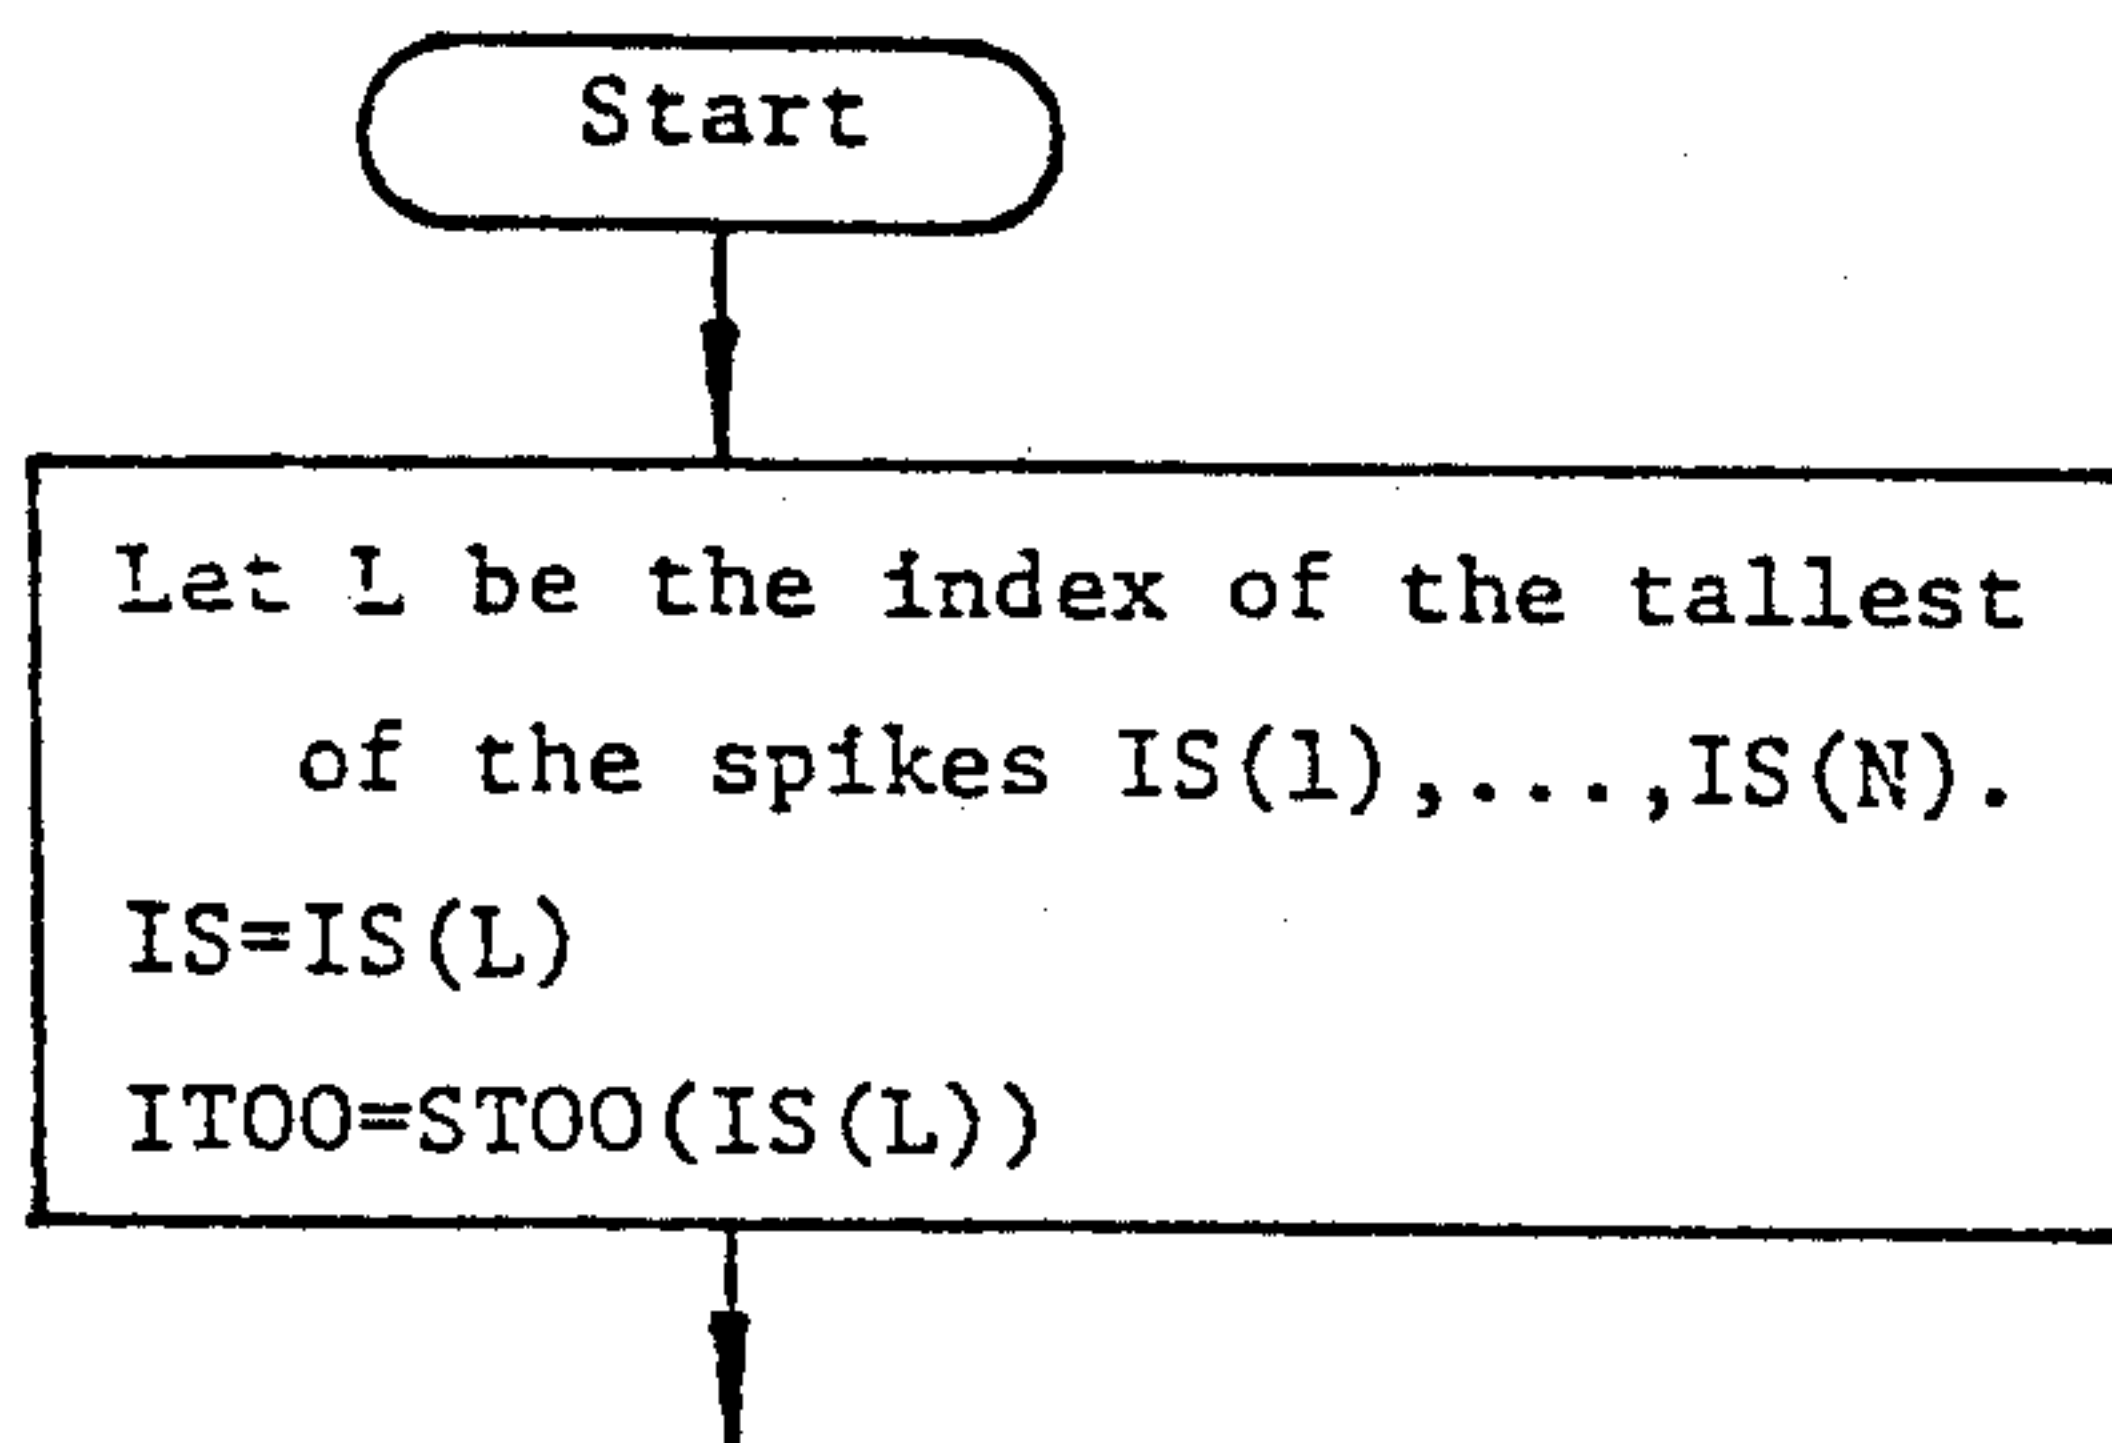 Start
Let L be the index of the tallest
of the spikes IS(1),...,IS(N).
IS=IS(L)
ITOO=STOO(IS(L))